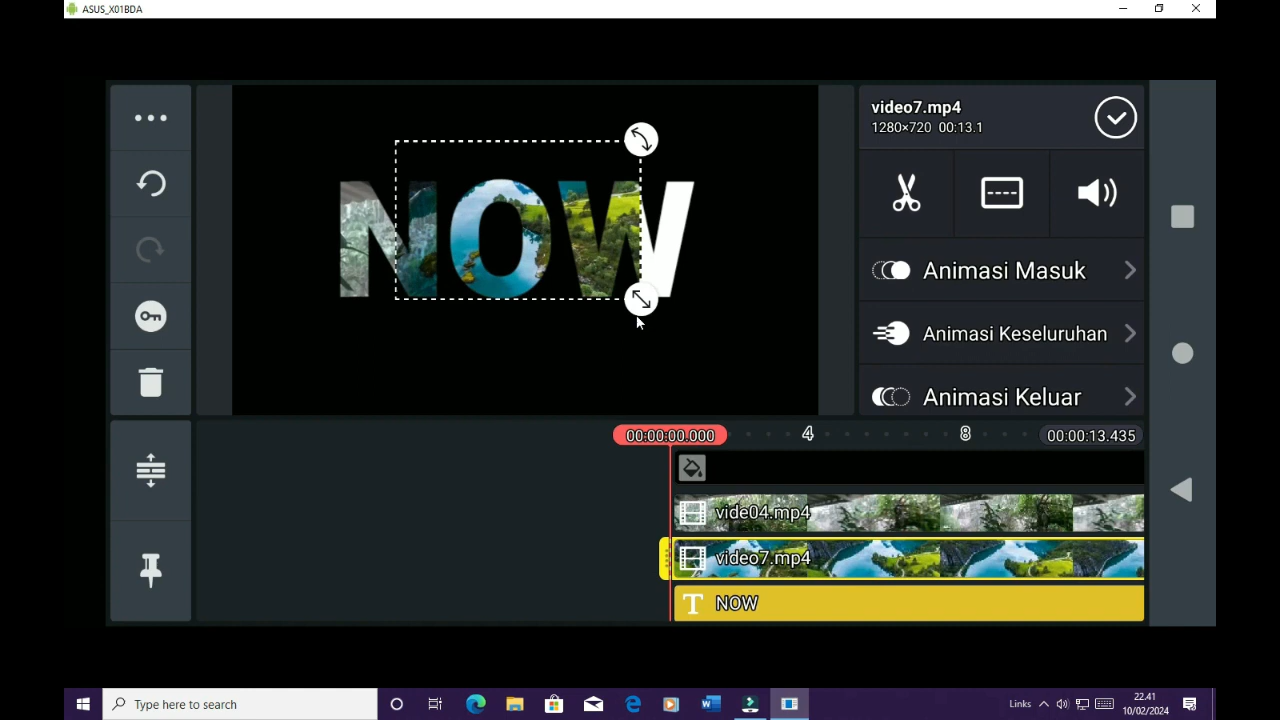 ASUS_X01BDA
video7.mp4
1280×720 00:13.1
NOW
Animasi Masuk
Animasi Keseluruhan
Animasi Keluar
00:00:00.000
4
8
00:00:13.435
vide04.mp4
video7.mp4
T NOW
Type here to search
Links
22.41
10/02/2024